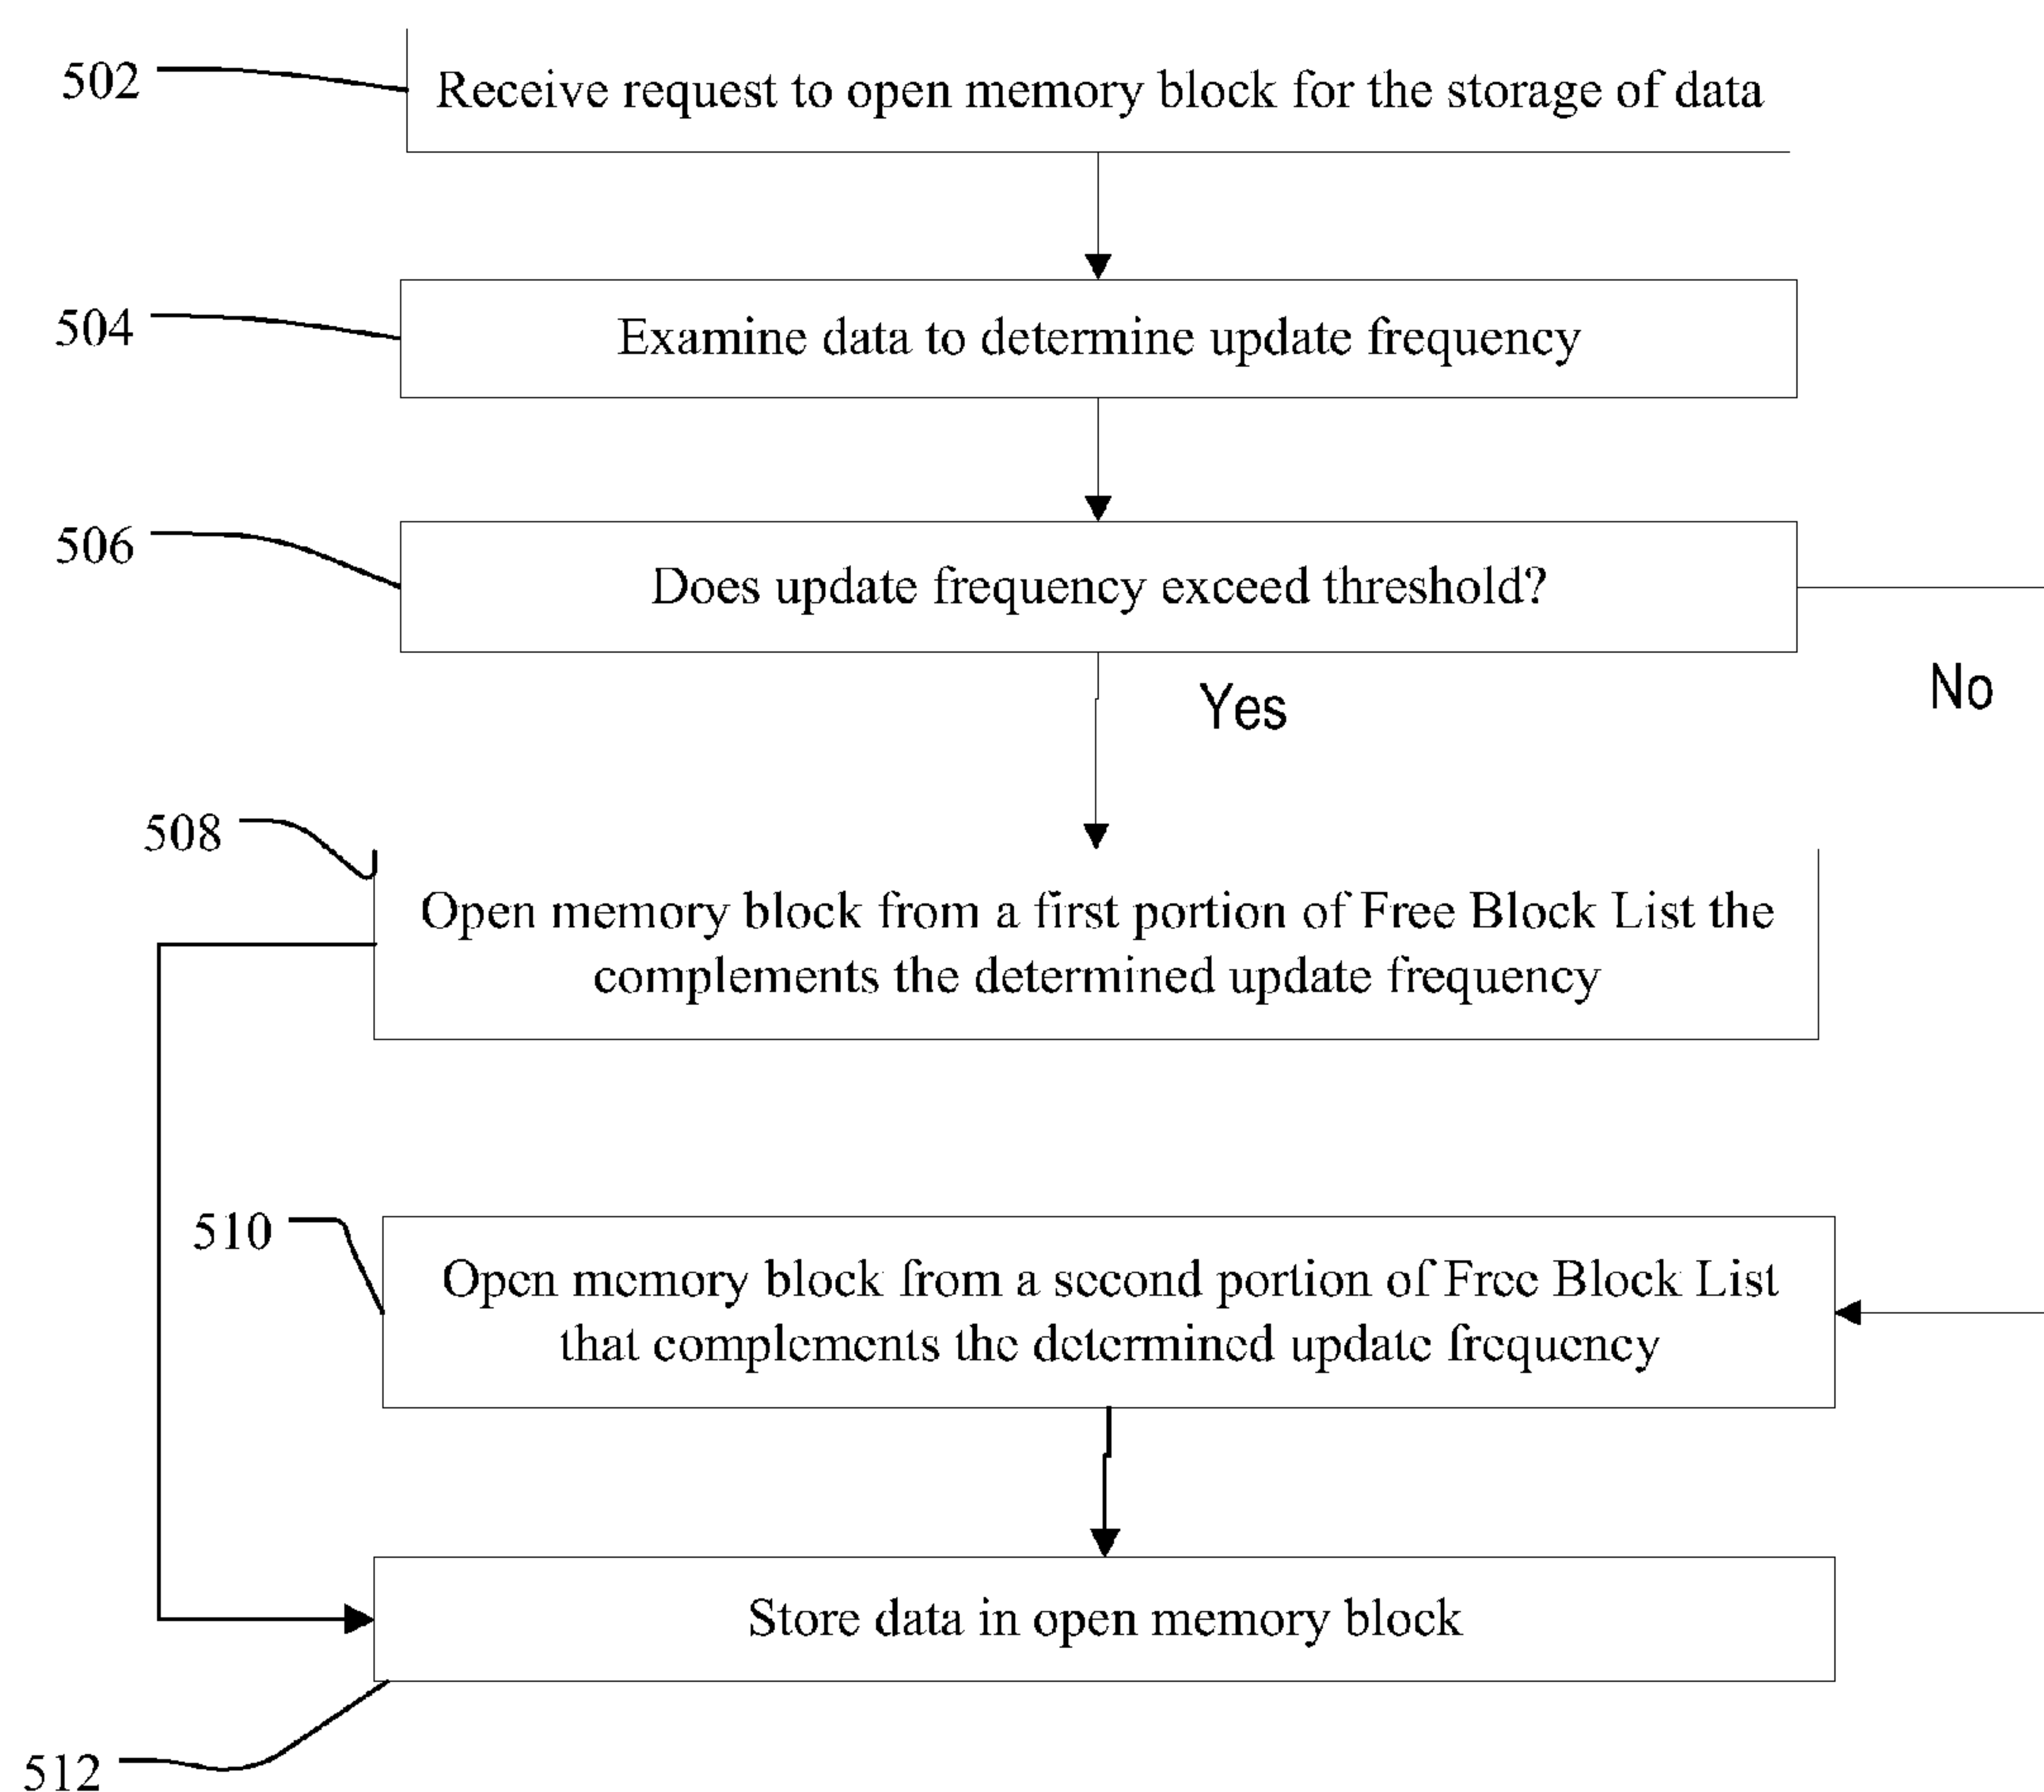 502
Receive request to open memory block for the storage of data
504
Examine data to determine update frequency
506
Does update frequency exceed threshold?
Yes
No
508
Open memory block from a first portion of Free Block List the
complements the determined update frequency
510
Open memory block from a second portion of Free Block List
that complements the determined update frequency
Store data in open memory block
512